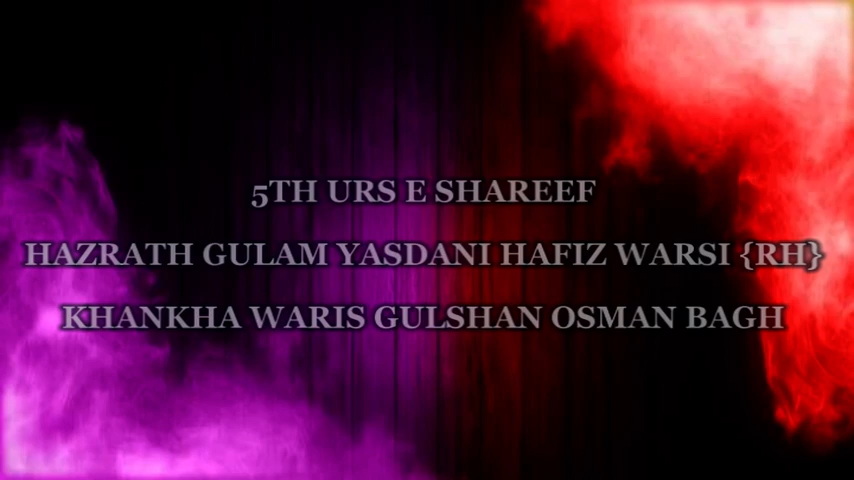 5TH URS E SHAREEF
HAZRATH GULAM YASDANI HAFIZ WARSI {RH}
KHANKHA WARIS GULSHAN OSMAN BAGH